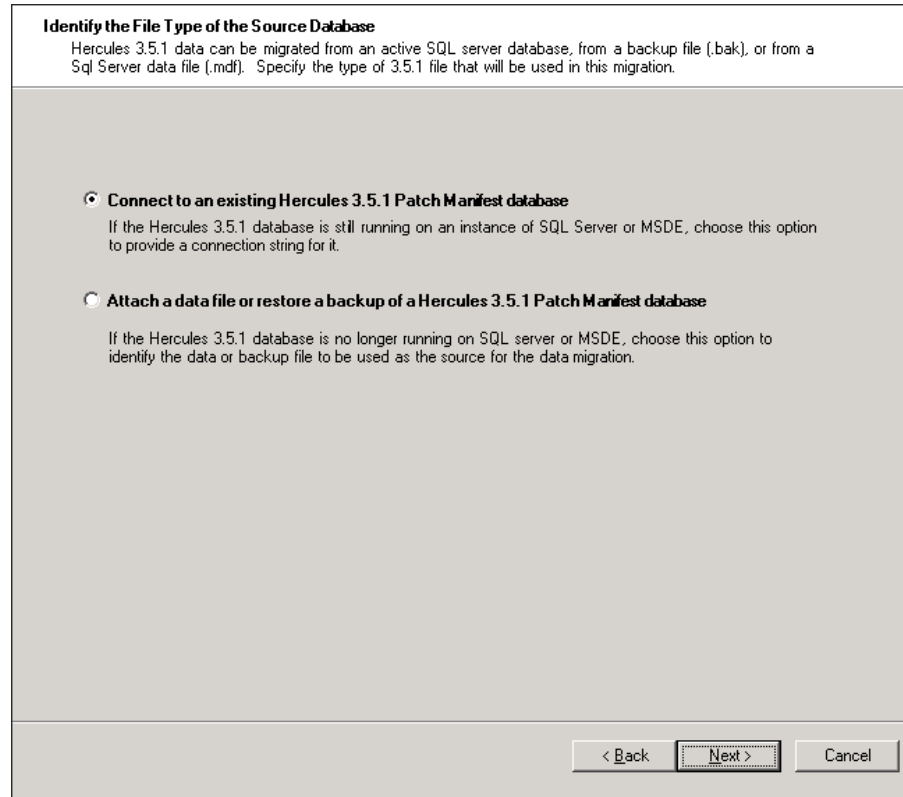 Identify the File Type of the Source Database
Hercules 3.5.1 data can be migrated from an active SQL server database, from a backup file (.bak), or from a
Sql Server data file (.mdf). Specify the type of 3.5.1 file that will be used in this migration.
Connect to an existing Hercules 3.5.1 Patch Manifest database
If the Hercules 3.5.1 database is still running on an instance of SQL Server or MSDE, choose this option
to provide a connection string for it.
Attach a data file or restore a backup of a Hercules 3.5.1 Patch Manifest database
If the Hercules 3.5.1 database is no longer running on SQL server or MSDE, choose this option to
identify the data or backup file to be used as the source for the data migration.
< Back Next > Cancel